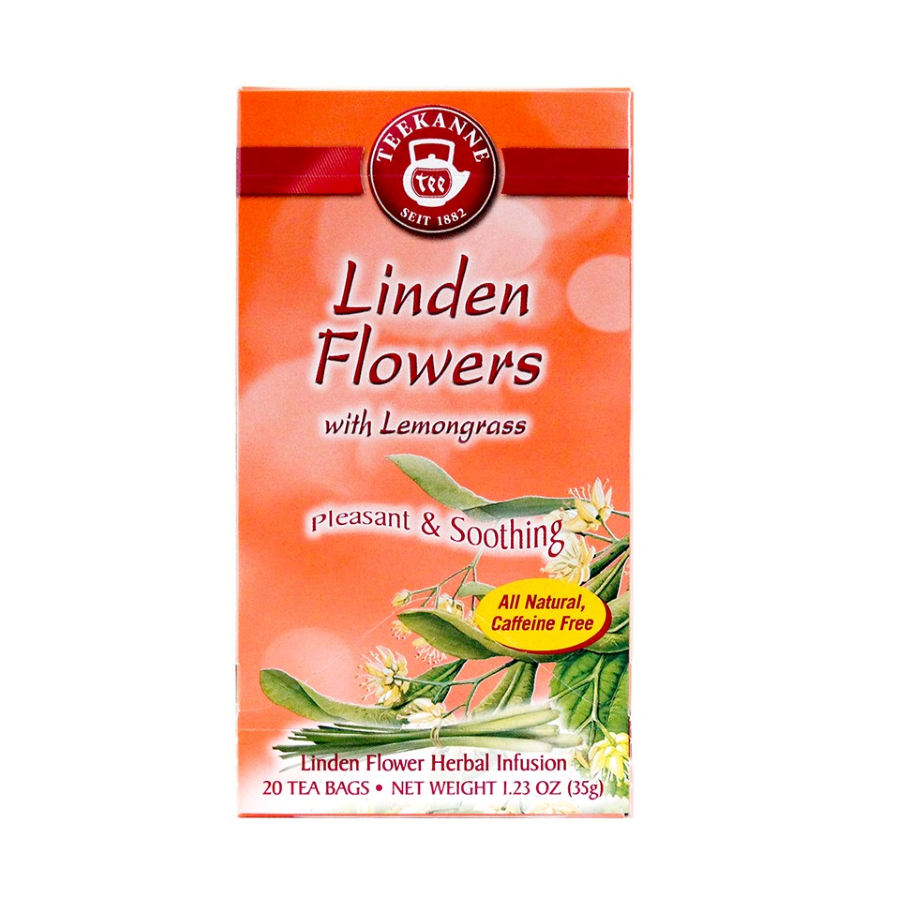 TEEKANNE
tee
SEIT 1882
Linden
Flowers
with Lemongrass
Pleasant & Soothing
All Natural,
Caffeine Free
Linden Flower Herbal Infusion
20 TEA BAGS • NET WEIGHT 1.23 OZ (35g)